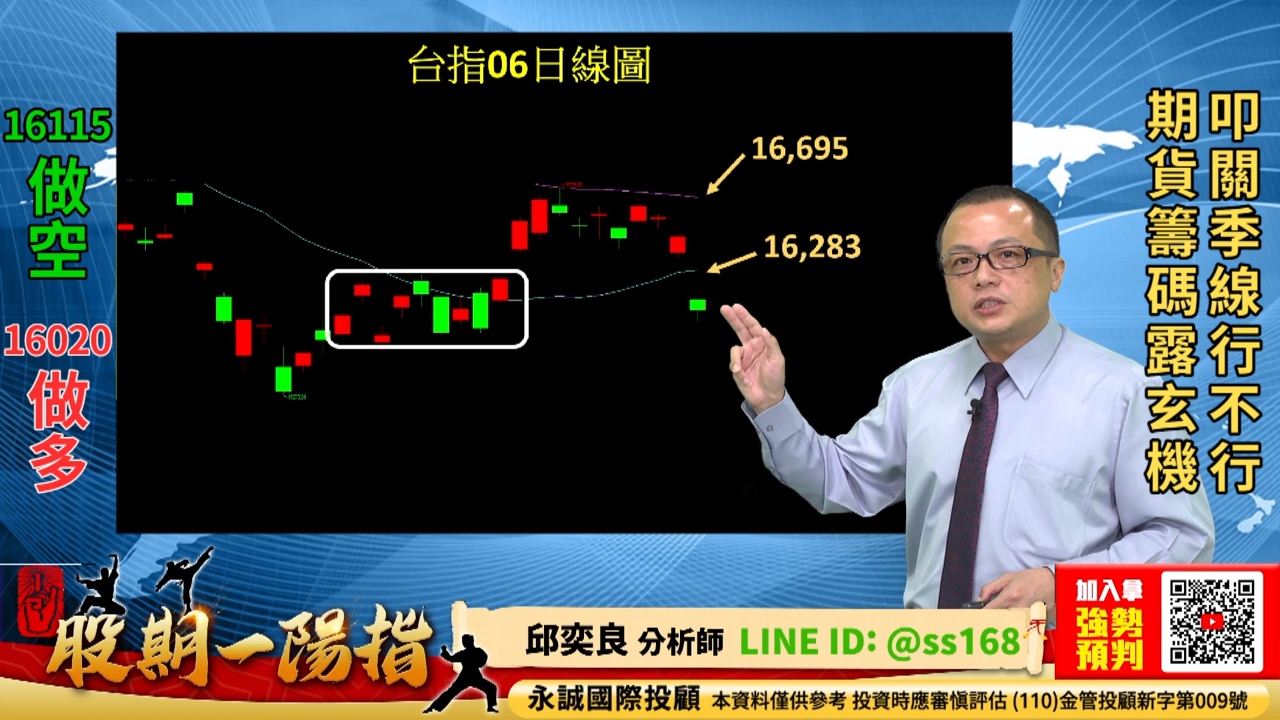 台指06日線圖
16115
做空
16020
做多
16,695
16,283
叩關季線行不行
期貨籌碼露玄機
股期一陽指
邱奕良 分析師 LINE ID: @ss168
加入拿
強勢
預判
永誠國際投顧 本資料僅供參考 投資時應審慎評估 (110)金管投顧新字第009號